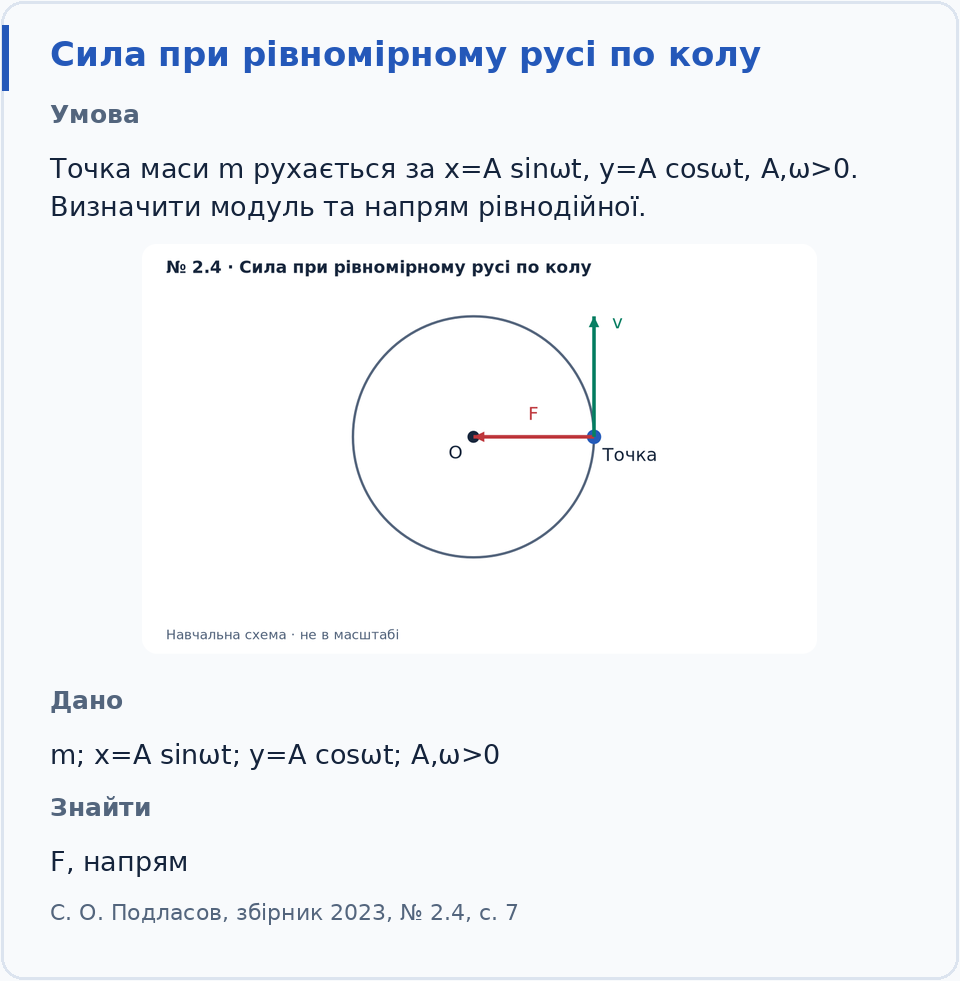 Сила при рівномірному русі по колу
Умова
Точка маси m рухається за x=A sinωt, y=A cosωt, A,ω>0.
Визначити модуль та напрям рівнодійної.
№ 2.4 · Сила при рівномірному русі по колу
v
F
O
Точка
Навчальна схема · не в масштабі
Дано
m; x=A sinωt; y=A cosωt; A,ω>0
Знайти
F, напрям
С. О. Подласов, збірник 2023, № 2.4, с. 7